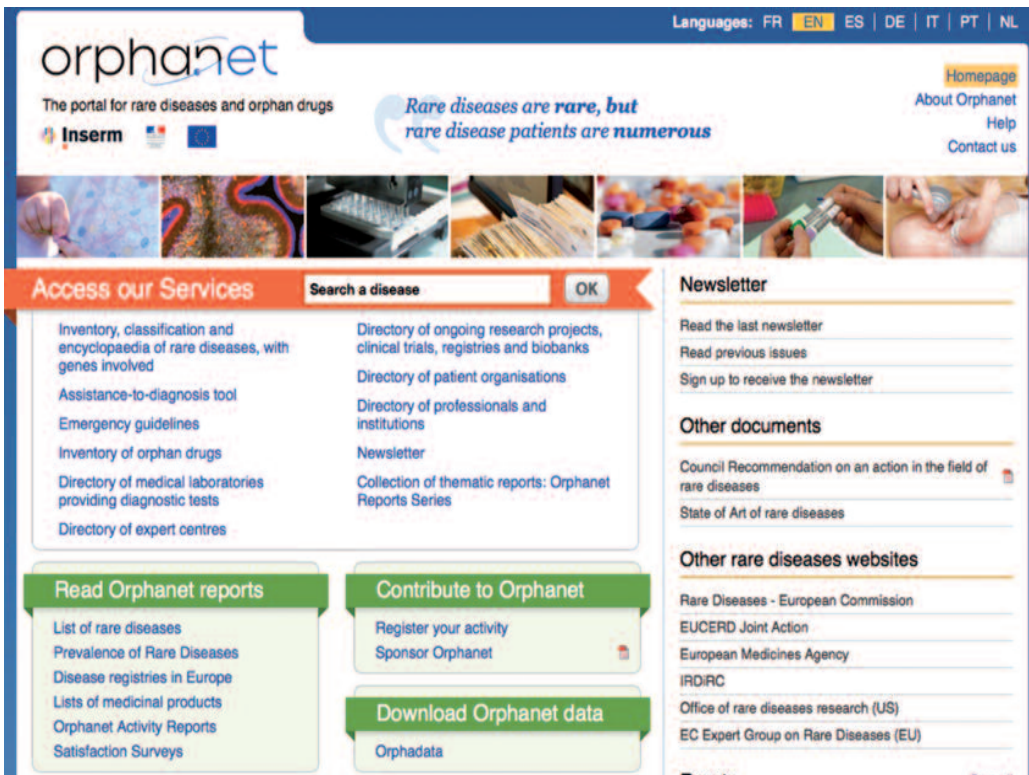 Languages: FR | EN | ES | DE | IT | PT | NL
orphanet
The portal for rare diseases and orphan drugs
Inserm
Rare diseases are rare, but
rare disease patients are numerous
Homepage
About Orphanet
Help
Contact us
Access our Services
Search a disease
OK
Inventory, classification and
encyclopaedia of rare diseases, with
genes involved
Assistance-to-diagnosis tool
Emergency guidelines
Inventory of orphan drugs
Directory of medical laboratories
providing diagnostic tests
Directory of expert centres
Directory of ongoing research projects,
clinical trials, registries and biobanks
Directory of patient organisations
Directory of professionals and
institutions
Newsletter
Collection of thematic reports: Orphanet
Reports Series
Read Orphanet reports
List of rare diseases
Prevalence of Rare Diseases
Disease registries in Europe
Lists of medicinal products
Orphanet Activity Reports
Satisfaction Surveys
Contribute to Orphanet
Register your activity
Sponsor Orphanet
Download Orphanet data
Orphadata
Newsletter
Read the last newsletter
Read previous issues
Sign up to receive the newsletter
Other documents
Council Recommendation on an action in the field of
rare diseases
State of Art of rare diseases
Other rare diseases websites
Rare Diseases - European Commission
EUCERD Joint Action
European Medicines Agency
IRDiRC
Office of rare diseases research (US)
EC Expert Group on Rare Diseases (EU)